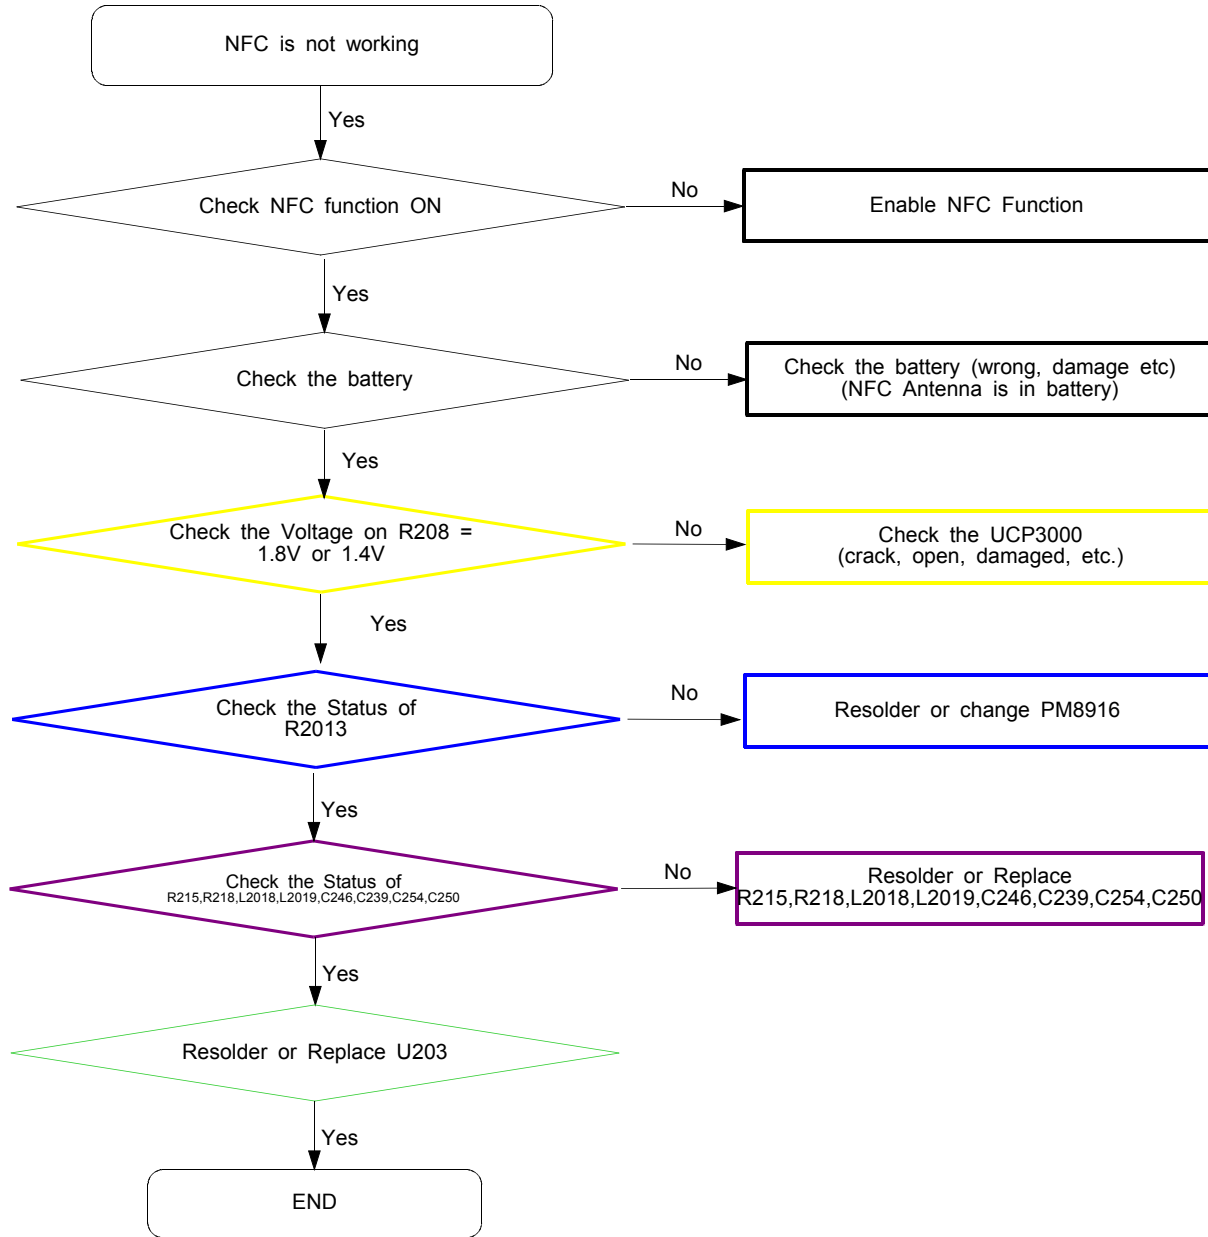 NFC is not working
Yes
Check NFC function ON
No
Enable NFC Function
Yes
Check the battery
No
Check the battery (wrong, damage etc)
(NFC Antenna is in battery)
Yes
Check the Voltage on R208 =
1.8V or 1.4V
No
Check the UCP3000
(crack, open, damaged, etc.)
Yes
Check the Status of
R2013
No
Resolder or change PM8916
Yes
Check the Status of
R215,R218,L2018,L2019,C246,C239,C254,C250
No
Resolder or Replace
R215,R218,L2018,L2019,C246,C239,C254,C250
Yes
Resolder or Replace U203
Yes
END